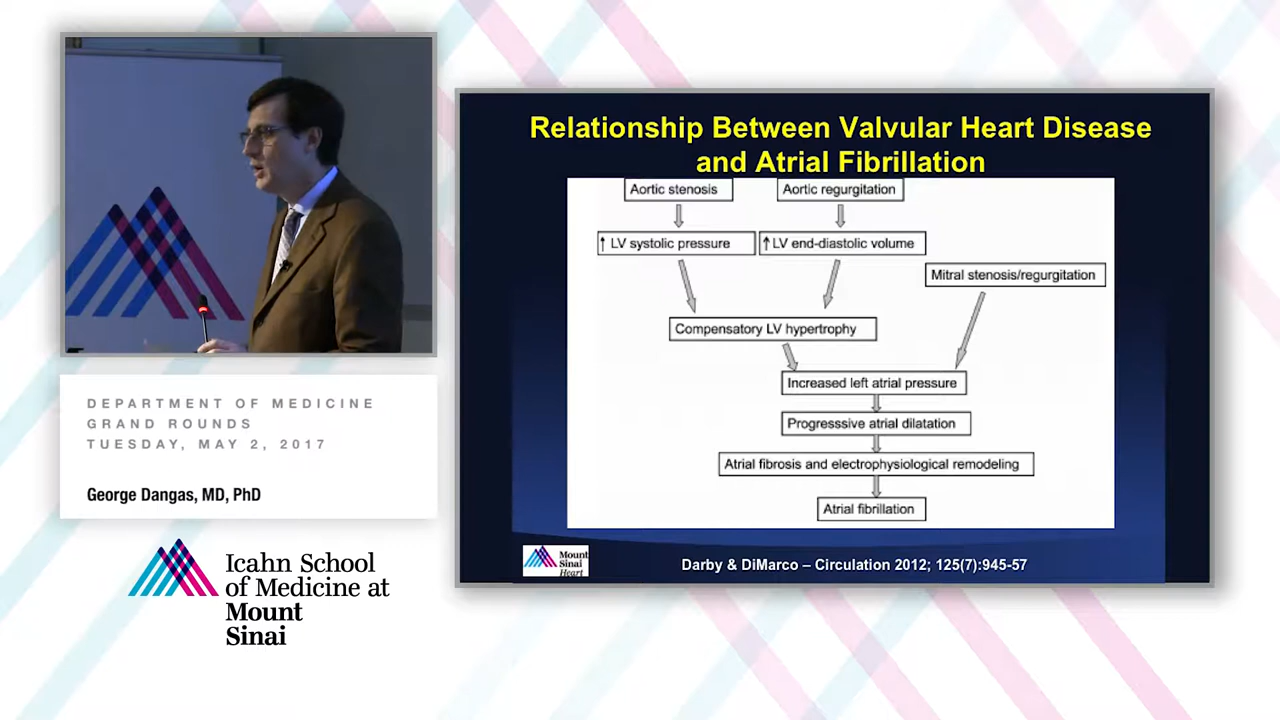 DEPARTMENT OF MEDICINE
GRAND ROUNDS
TUESDAY, MAY 2, 2017
George Dangas, MD, PhD
Icahn School
of Medicine at
Mount
Sinai
Relationship Between Valvular Heart Disease
and Atrial Fibrillation
Aortic stenosis
Aortic regurgitation
↑ LV systolic pressure
↑ LV end-diastolic volume
Mitral stenosis/regurgitation
Compensatory LV hypertrophy
Increased left atrial pressure
Progresssive atrial dilatation
Atrial fibrosis and electrophysiological remodeling
Atrial fibrillation
Mount
Sinai
Heart
Darby & DiMarco – Circulation 2012; 125(7):945-57